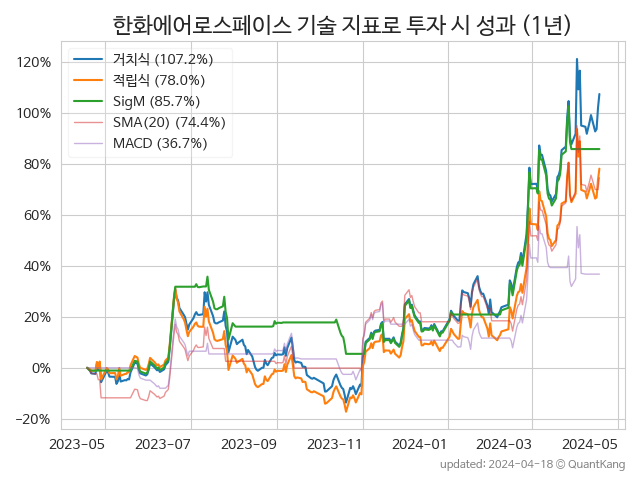 한화에어로스페이스 기술 지표로 투자 시 성과 (1년)
거치식 (107.2%)
적립식 (78.0%)
SigM (85.7%)
SMA(20) (74.4%)
MACD (36.7%)
120%
100%
80%
60%
40%
20%
0%
−20%
2023-05 2023-07 2023-09 2023-11 2024-01 2024-03 2024-05
updated: 2024-04-18 © QuantKang